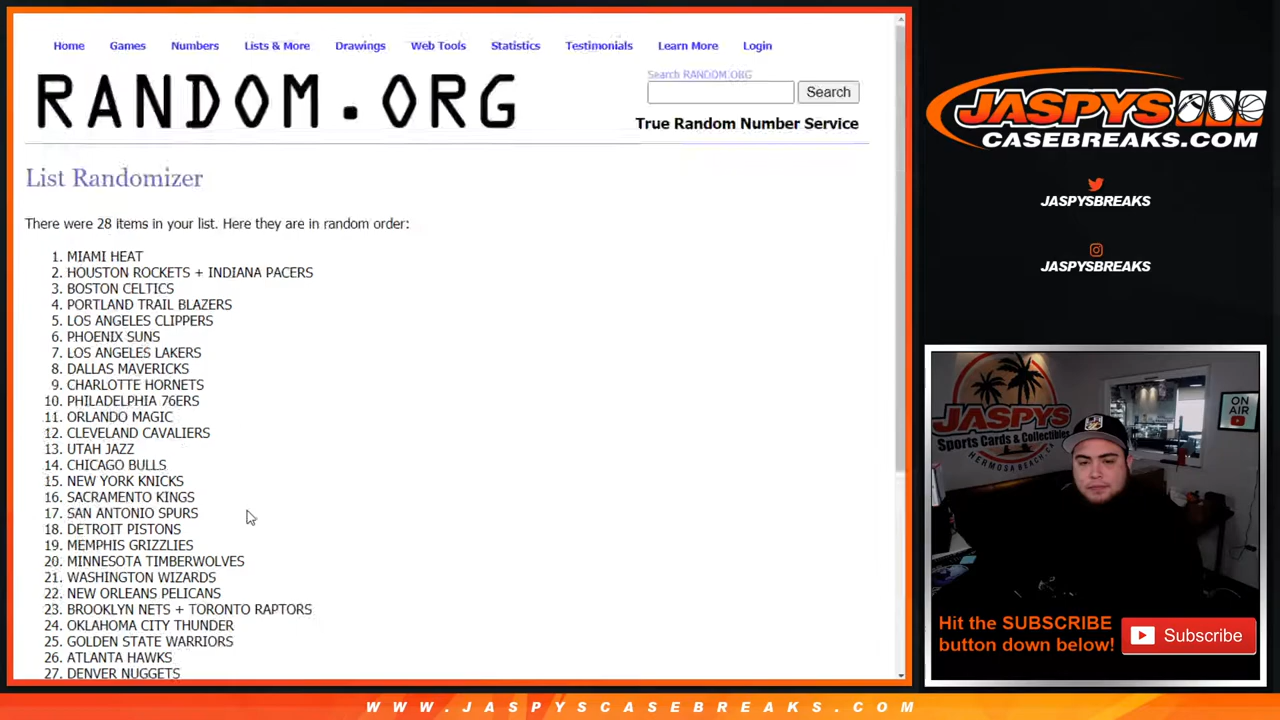 Home Games Numbers Lists & More Drawings Web Tools Statistics Testimonials Learn More Login
RANDOM.ORG
Search RANDOM.ORG
Search
True Random Number Service
List Randomizer
There were 28 items in your list. Here they are in random order:
1. MIAMI HEAT
2. HOUSTON ROCKETS + INDIANA PACERS
3. BOSTON CELTICS
4. PORTLAND TRAIL BLAZERS
5. LOS ANGELES CLIPPERS
6. PHOENIX SUNS
7. LOS ANGELES LAKERS
8. DALLAS MAVERICKS
9. CHARLOTTE HORNETS
10. PHILADELPHIA 76ERS
11. ORLANDO MAGIC
12. CLEVELAND CAVALIERS
13. UTAH JAZZ
14. CHICAGO BULLS
15. NEW YORK KNICKS
16. SACRAMENTO KINGS
17. SAN ANTONIO SPURS
18. DETROIT PISTONS
19. MEMPHIS GRIZZLIES
20. MINNESOTA TIMBERWOLVES
21. WASHINGTON WIZARDS
22. NEW ORLEANS PELICANS
23. BROOKLYN NETS + TORONTO RAPTORS
24. OKLAHOMA CITY THUNDER
25. GOLDEN STATE WARRIORS
26. ATLANTA HAWKS
27. DENVER NUGGETS
JASPYS
CASEBREAKS.COM
JASPYSBREAKS
JASPYSBREAKS
JASPYS
Sports Cards & Collectibles
HERMOSA BEACH, CA
ON
AIR
Hit the SUBSCRIBE
button down below!
Subscribe
WWW.JASPYSCASEBREAKS.COM